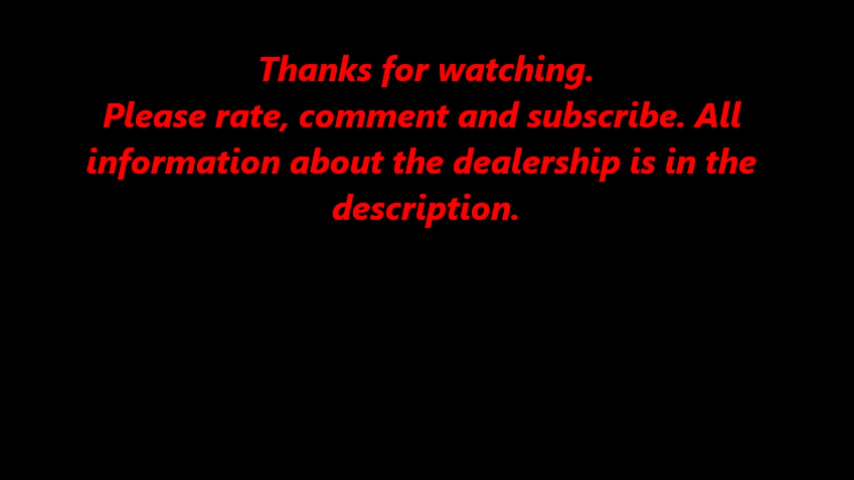 Thanks for watching.
Please rate, comment and subscribe. All
information about the dealership is in the
description.